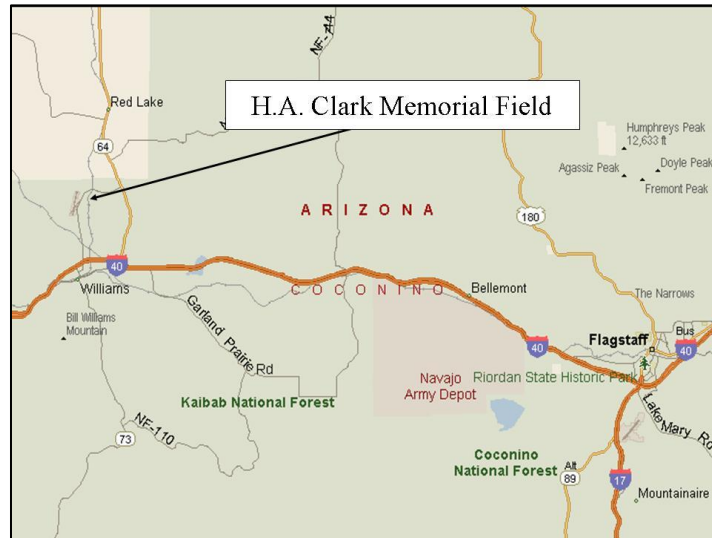 NF-144
Red Lake
H.A. Clark Memorial Field
64
Humphreys Peak
12,633 ft
Doyle Peak
Agassiz Peak
Fremont Peak
ARIZONA
180
40
Williams
COCONINO
Bellemont
The Narrows
Bill Williams
Mountain
Garland Prairie Rd
Flagstaff
Bus
40
40
Navajo
Army Depot
Riordan State Historic Park
Kaibab National Forest
Lake Mary Rd
NF-110
73
Coconino
National Forest
Alt
89
17
Mountainaire